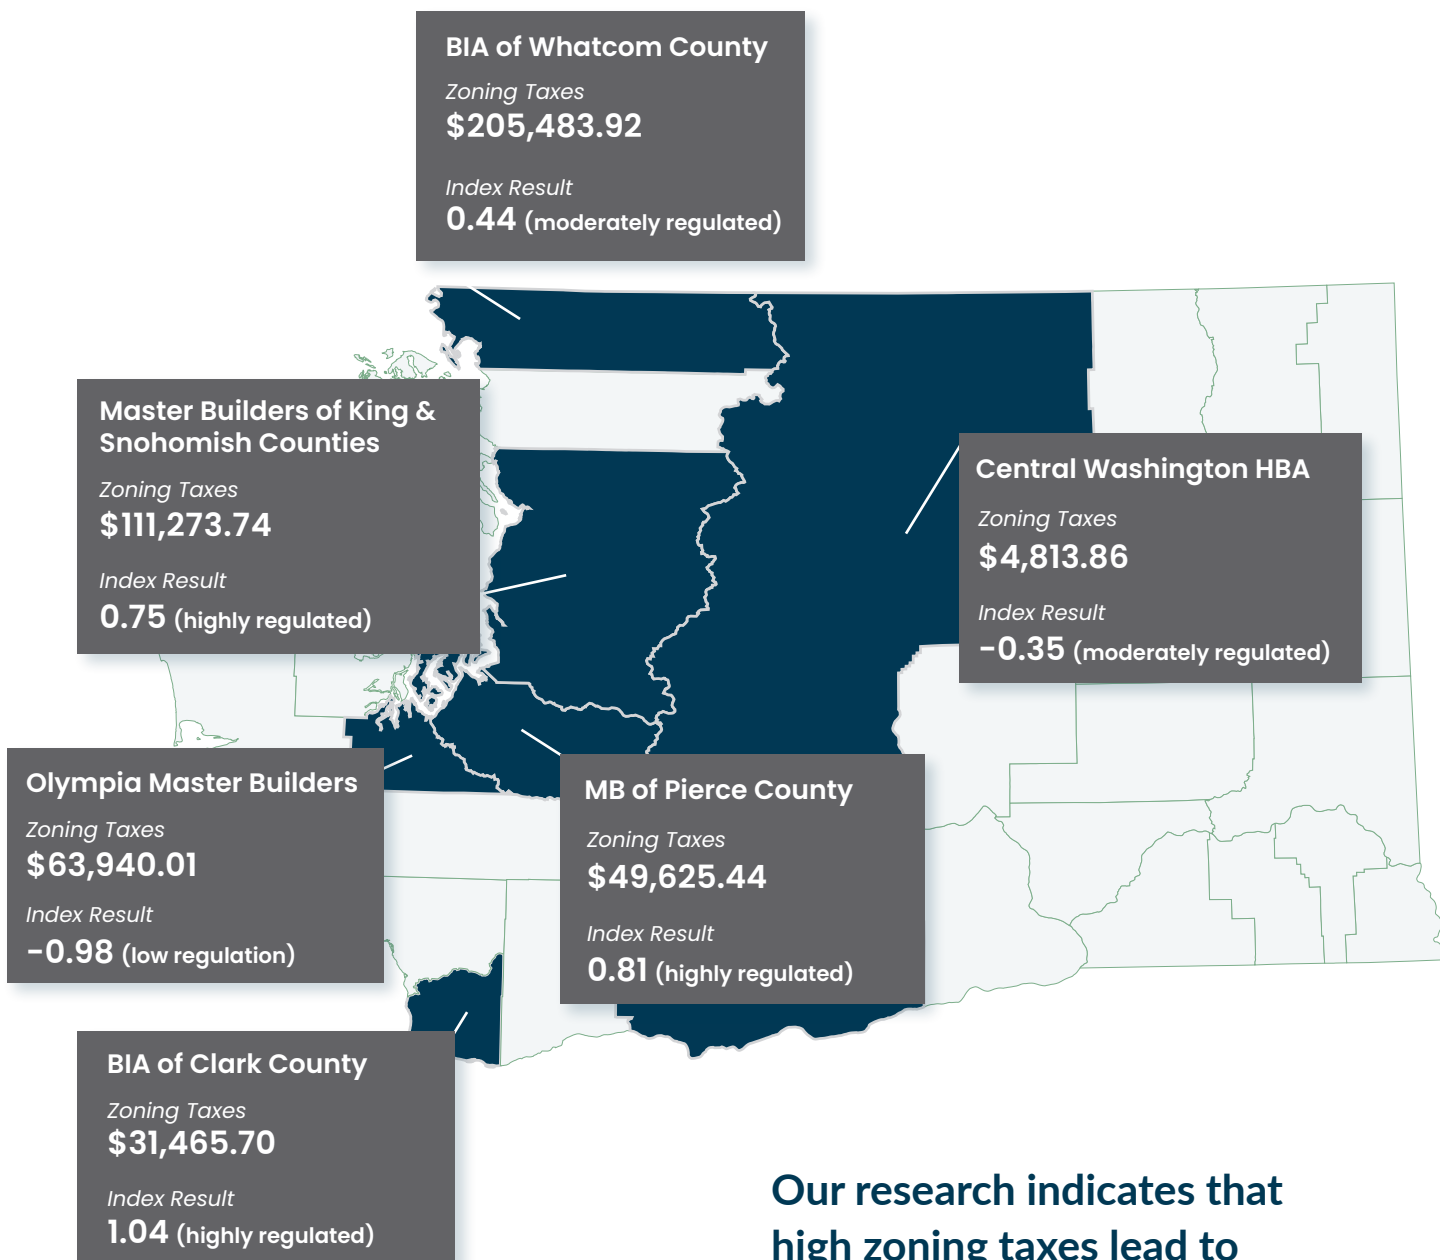 BIA of Whatcom County
Zoning Taxes
$205,483.92
Index Result
0.44 (moderately regulated)
Master Builders of King &
Snohomish Counties
Zoning Taxes
$111,273.74
Index Result
0.75 (highly regulated)
Central Washington HBA
Zoning Taxes
$4,813.86
Index Result
-0.35 (moderately regulated)
Olympia Master Builders
Zoning Taxes
$63,940.01
Index Result
-0.98 (low regulation)
MB of Pierce County
Zoning Taxes
$49,625.44
Index Result
0.81 (highly regulated)
BIA of Clark County
Zoning Taxes
$31,465.70
Index Result
1.04 (highly regulated)
Our research indicates that
high zoning taxes lead to